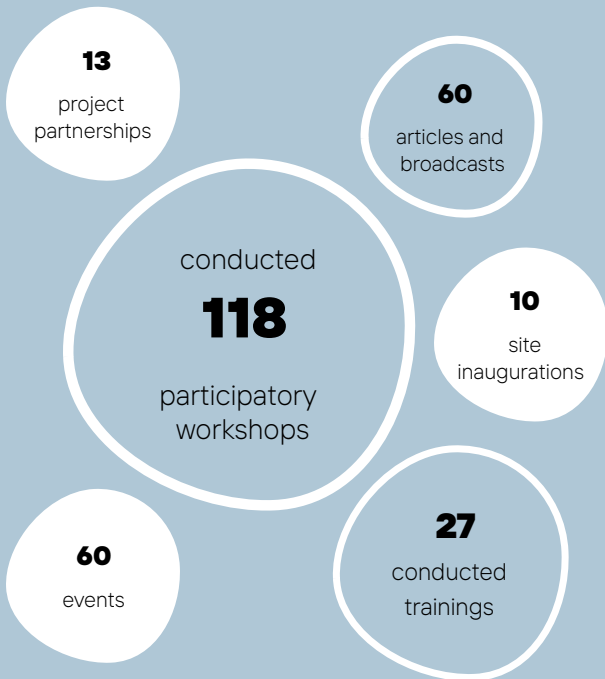 13
project
partnerships
60
articles and
broadcasts
conducted
118
participatory
workshops
10
site
inaugurations
60
events
27
conducted
trainings